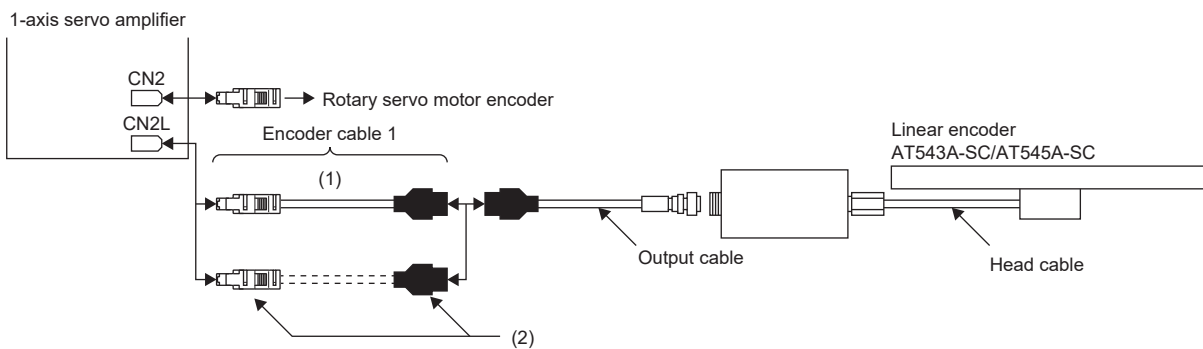 1-axis servo amplifier
CN2
Rotary servo motor encoder
CN2L
Encoder cable 1
Linear encoder
AT543A-SC/AT545A-SC
(1)
Output cable
Head cable
(2)